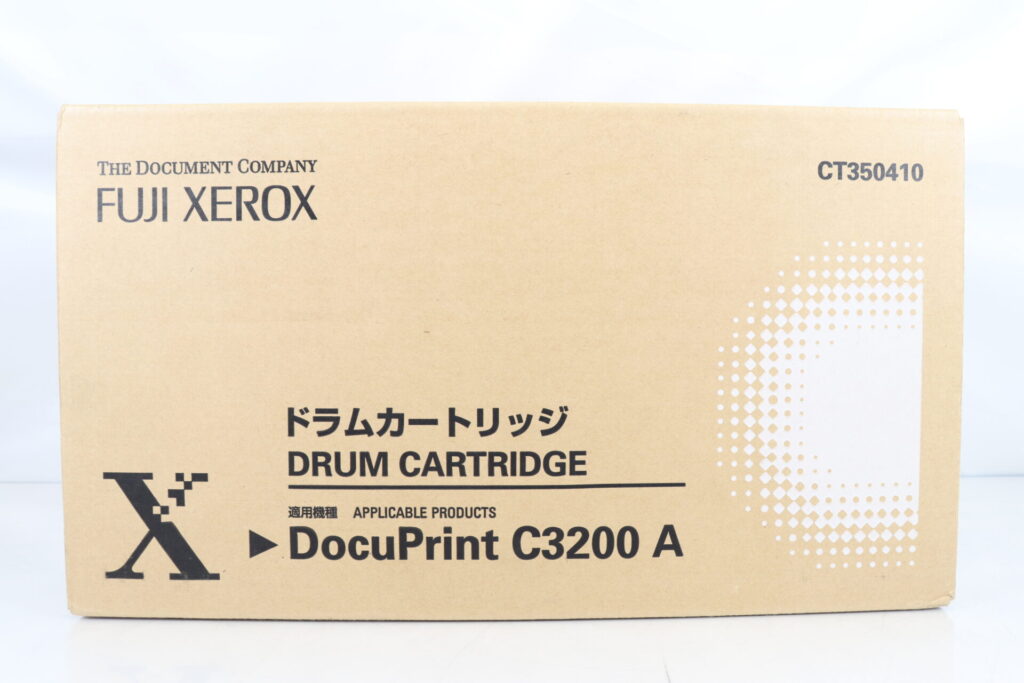 THE DOCUMENT COMPANY
FUJI XEROX
CT350410
ドラムカートリッジ
DRUM CARTRIDGE
適用機種 APPLICABLE PRODUCTS
▶DocuPrint C3200 A
X